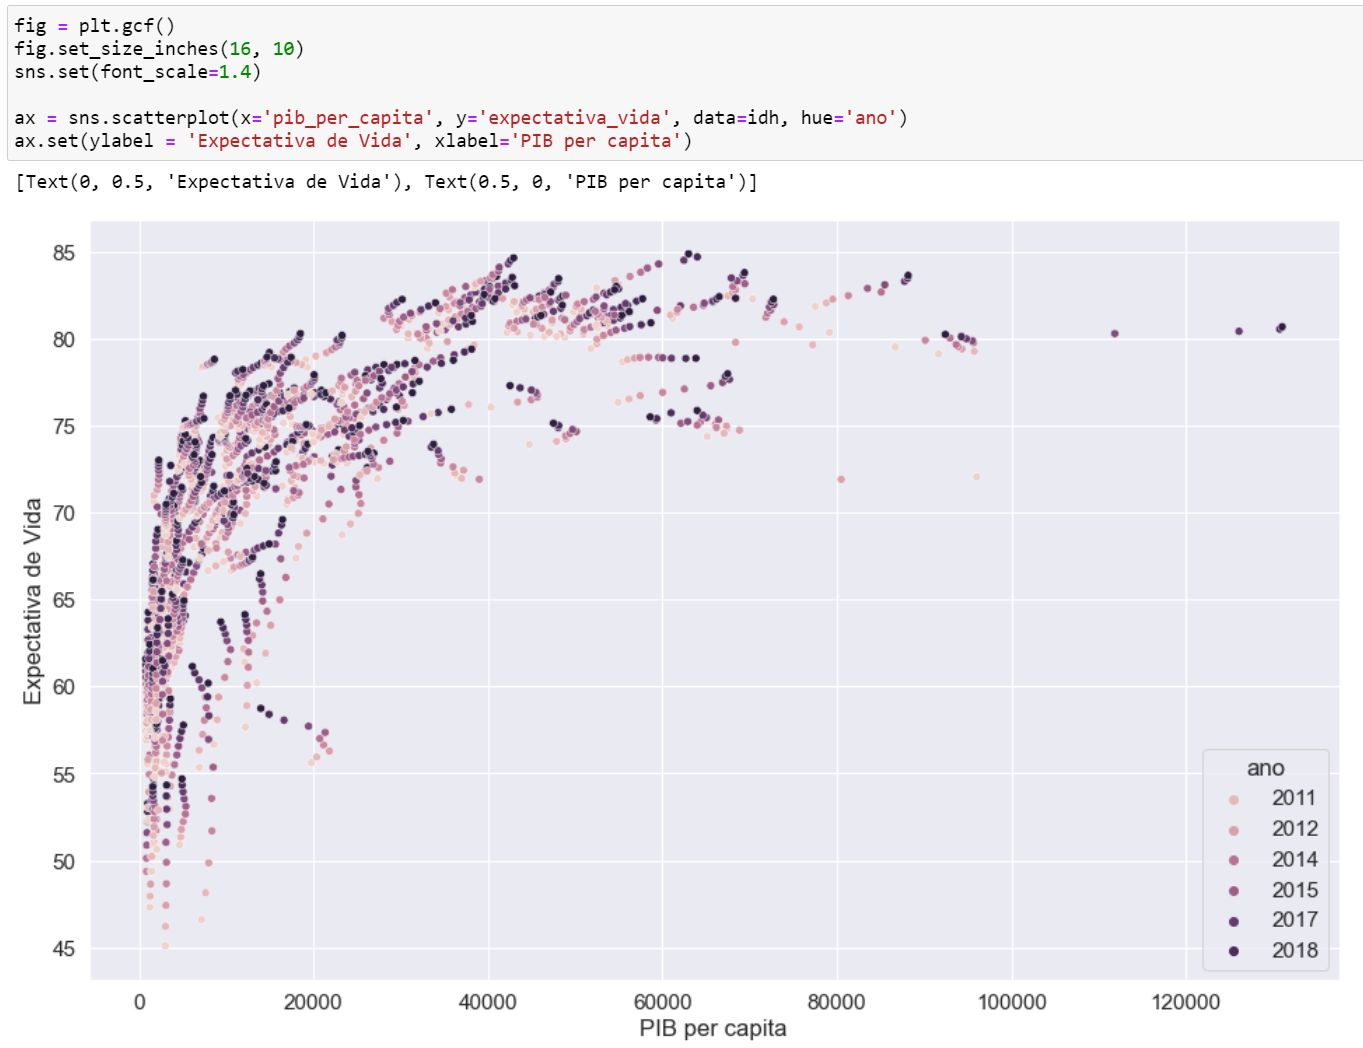 fig = plt.gcf()
fig.set_size_inches(16, 10)
sns.set(font_scale=1.4)
ax = sns.scatterplot(x='pib_per_capita', y='expectativa_vida', data=idh, hue='ano')
ax.set(ylabel = 'Expectativa de Vida', xlabel='PIB per capita')
[Text(0, 0.5, 'Expectativa de Vida'), Text(0.5, 0, 'PIB per capita')]
85
80
75
70
65
60
55
50
45
Expectativa de Vida
ano
2011
2012
2014
2015
2017
2018
0 20000 40000 60000 80000 100000 120000
PIB per capita